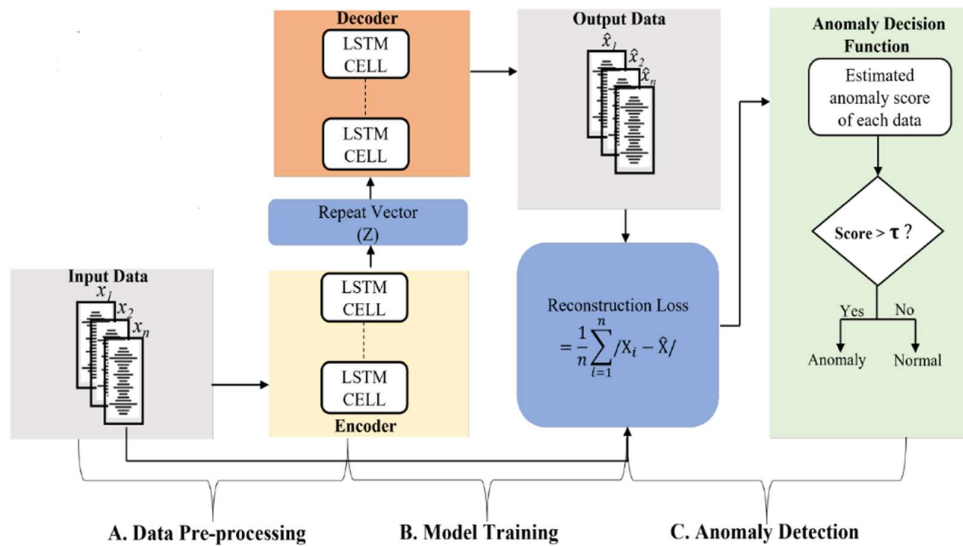 Input Data
x₁
x₂
xₙ
Decoder
LSTM
CELL
LSTM
CELL
Repeat Vector
(Z)
LSTM
CELL
LSTM
CELL
Encoder
Output Data
x̂₁
x̂₂
x̂ₙ
Reconstruction Loss
= 1/n ∑ⁿᵢ₌₁ /Xᵢ − X̂/
Anomaly Decision
Function
Estimated
anomaly score
of each data
Score > τ ?
Yes No
Anomaly Normal
A. Data Pre-processing B. Model Training C. Anomaly Detection